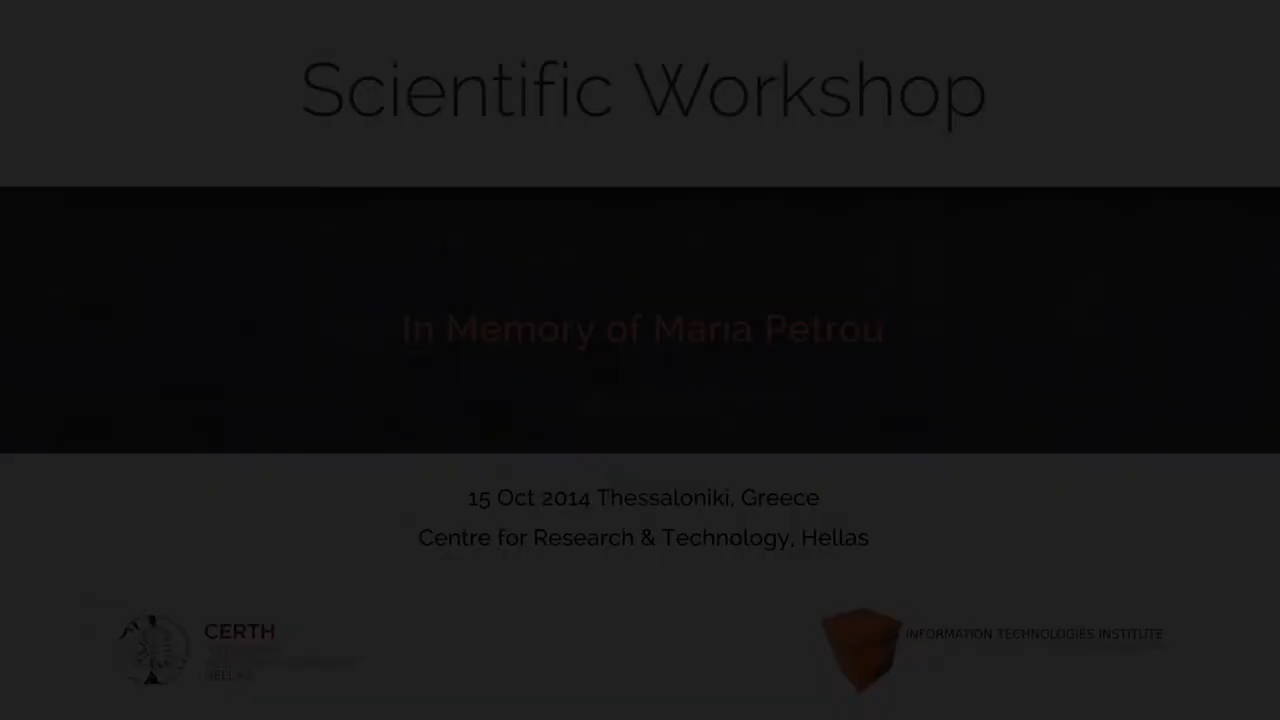 Scientific Workshop
In Memory of Maria Petrou
15 Oct 2014 Thessaloniki, Greece
Centre for Research & Technology, Hellas
CERTH
HELLAS
INFORMATION TECHNOLOGIES INSTITUTE